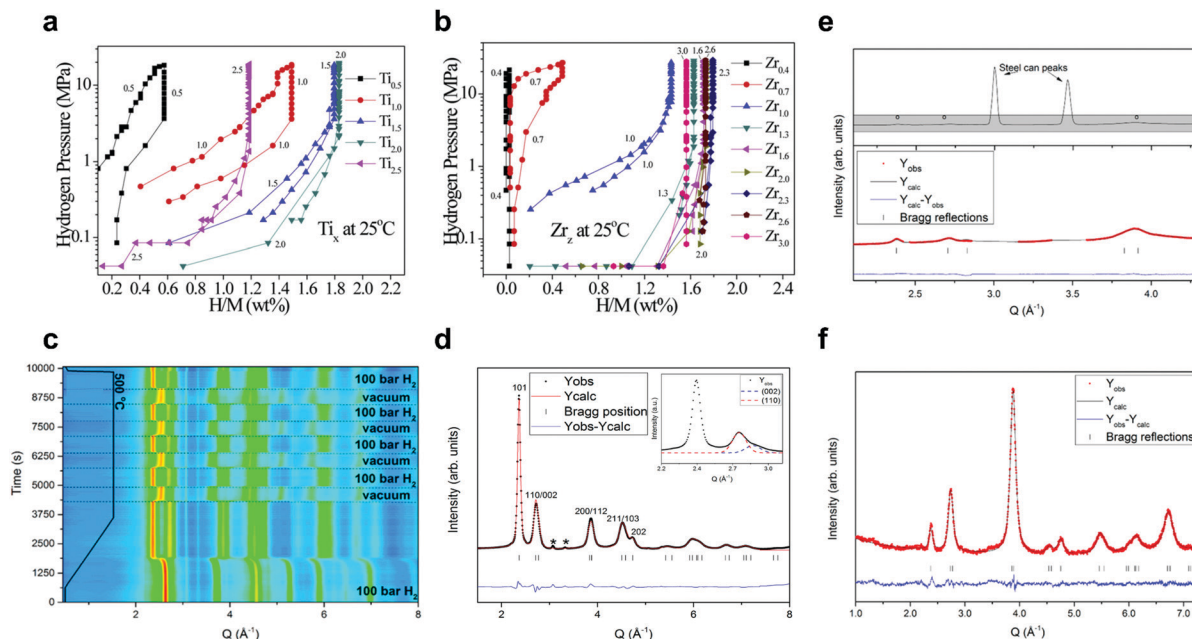 a
Hydrogen Pressure (MPa)
10
1
0.1
0.2 0.6 1.0 1.4 1.8 2.2
H/M (wt%)
0.5
0.5
1.0
1.0
2.5
2.0
1.5
1.5
2.0
2.5
Ti0.5
Ti1.0
Ti1.5
Ti2.0
Ti2.5
Tix at 25°C
b
Hydrogen Pressure (MPa)
10
1
0.1
0.0 0.4 0.8 1.2 1.6 2.0 2.4
H/M (wt%)
0.4
0.7
0.7
0.4
1.0
1.0
1.3
3.0
1.6
2.6
2.3
2.0
Zr0.4
Zr0.7
Zr1.0
Zr1.3
Zr1.6
Zr2.0
Zr2.3
Zr2.6
Zr3.0
Zrz at 25°C
e
Steel can peaks
Intensity (arb. units)
Yobs
Ycalc
Ycalc-Yobs
Bragg reflections
2.5 3.0 3.5 4.0
Q (Å-1)
c
Time (s)
10000
8750
7500
6250
5000
3750
2500
1250
0
500 °C
100 bar H2
vacuum
100 bar H2
vacuum
100 bar H2
vacuum
100 bar H2
vacuum
100 bar H2
0 2 4 6 8
Q (Å-1)
d
Intensity (arb. units)
101
110/002
* *
200/112
211/103
202
Yobs
Ycalc
Bragg position
Yobs-Ycalc
Intensity (a.u.)
Yobs
(002)
(110)
2.2 2.4 2.6 2.8 3.0
Q (Å-1)
2 3 4 5 6 7 8
Q (Å-1)
f
Intensity (arb. units)
Yobs
Ycalc
Yobs-Ycalc
Bragg reflections
1.0 2.0 3.0 4.0 5.0 6.0 7.0
Q (Å-1)